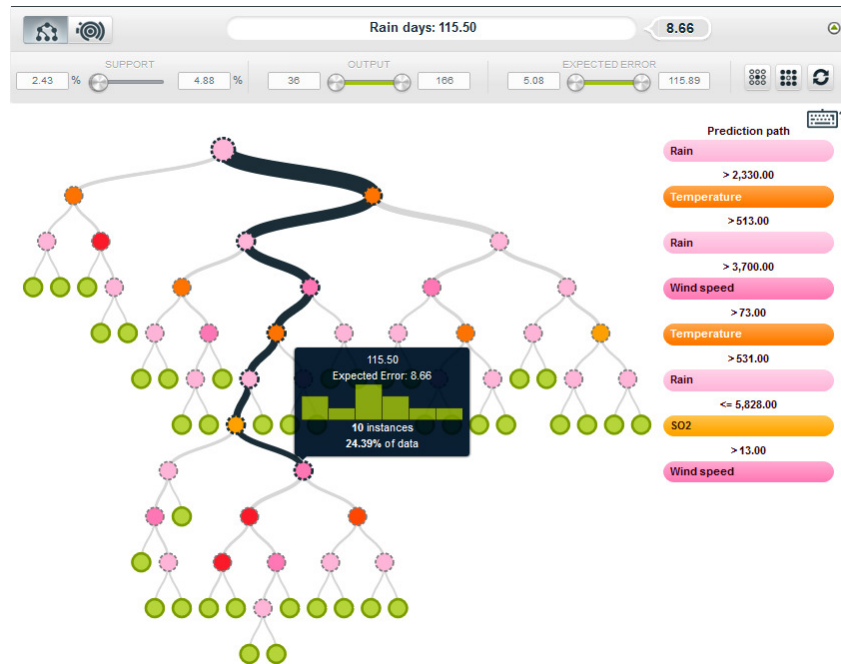 Rain days: 115.50
8.66
SUPPORT
OUTPUT
EXPECTED ERROR
2.43 %
4.88 %
36
166
5.08
115.89
Prediction path
Rain
> 2,330.00
Temperature
> 513.00
Rain
> 3,700.00
Wind speed
> 73.00
Temperature
> 531.00
Rain
<= 5,828.00
SO2
> 13.00
Wind speed
115.50
Expected Error: 8.66
10 instances
24.39% of data